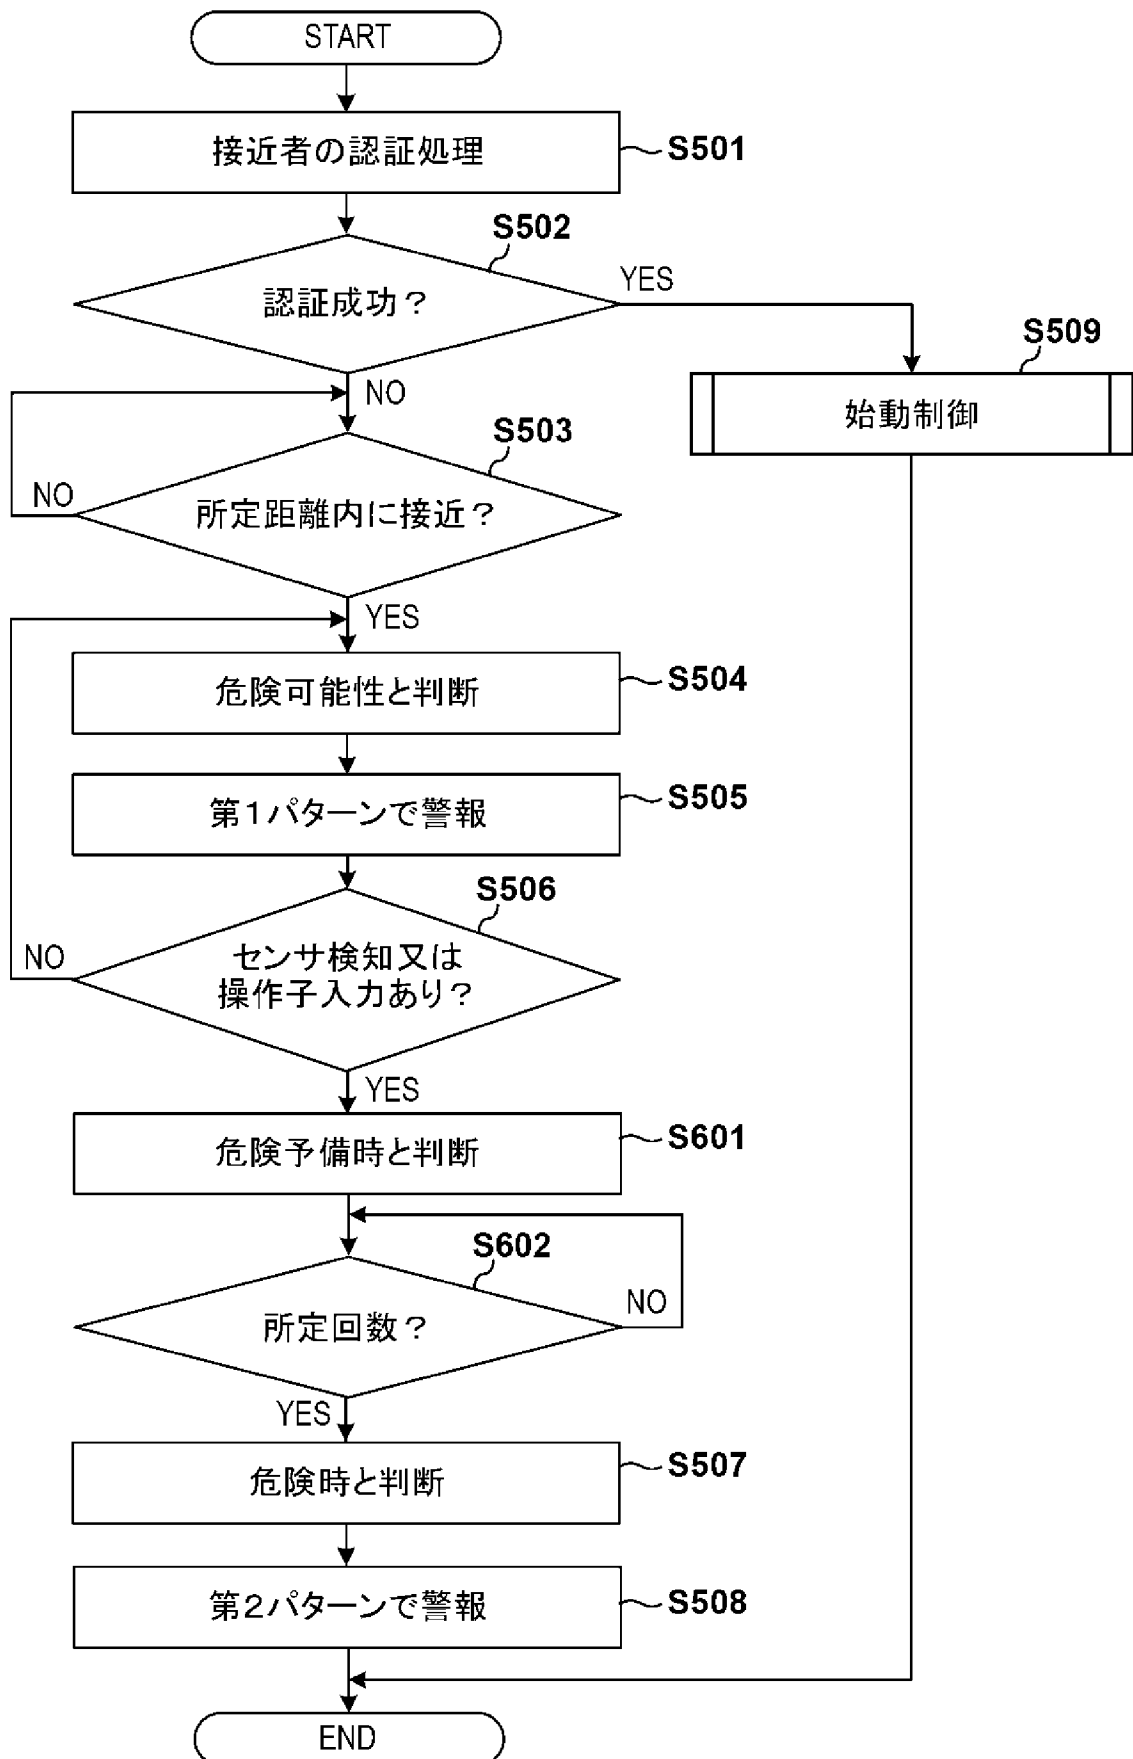 START
接近者の認証処理
S501
S502
認証成功？
YES
S509
始動制御
NO
S503
所定距離内に接近？
NO
YES
危険可能性と判断
S504
第１パターンで警報
S505
S506
センサ検知又は
操作子入力あり？
NO
YES
危険予備時と判断
S601
S602
所定回数？
NO
YES
危険時と判断
S507
第２パターンで警報
S508
END